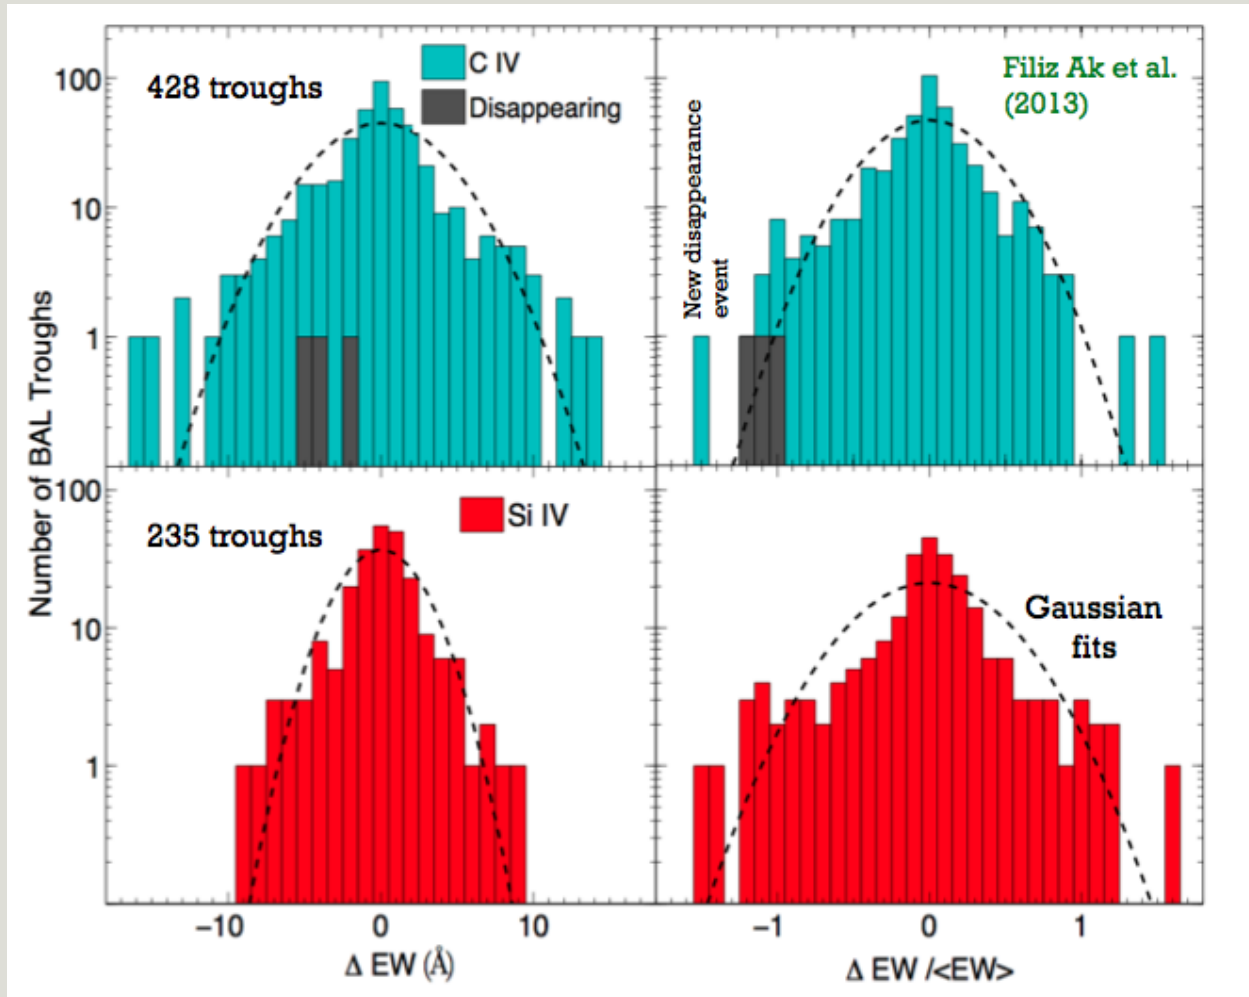 428 troughs
C IV
Disappearing
New disappearance
event
Filiz Ak et al.
(2013)
100
10
1
Number of BAL Troughs
235 troughs
Si IV
Gaussian
fits
100
10
1
−10
0
10
−1
0
1
Δ EW (Å)
Δ EW /<EW>